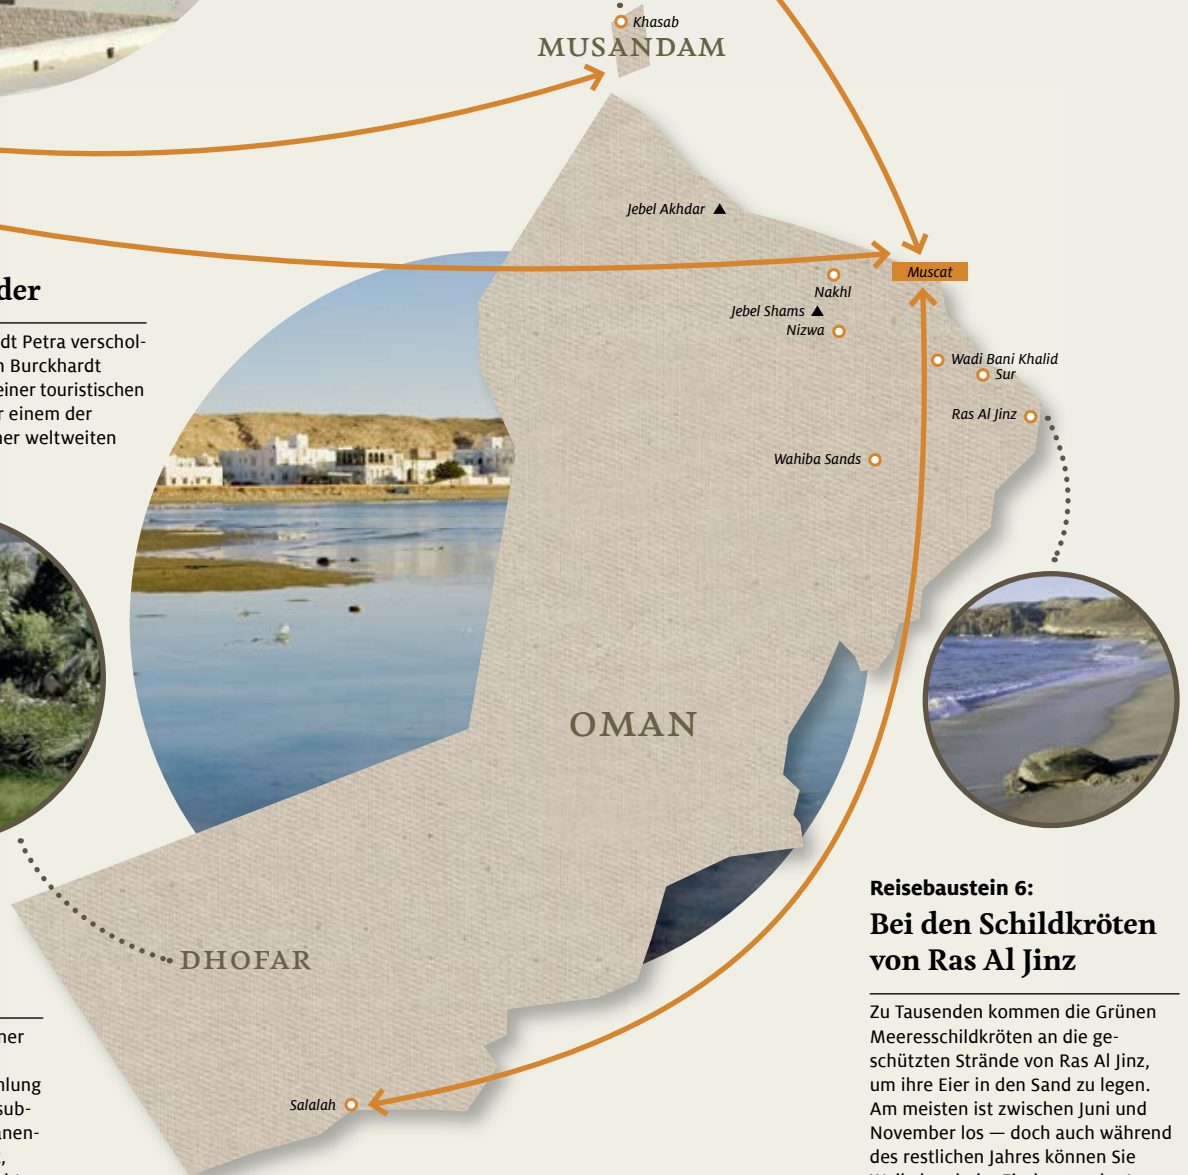 Khasab
MUSANDAM
Jebel Akhdar
Muscat
Nakhl
Jebel Shams
Nizwa
Wadi Bani Khalid
Sur
Ras Al Jinz
Wahiba Sands
OMAN
DHOFAR
Salalah
der
dt Petra verschol-
n Burckhardt
einer touristischen
r einem der
her weltweiten
ner
hlung
sub-
anen-
Reisebaustein 6:
Bei den Schildkröten
von Ras Al Jinz
Zu Tausenden kommen die Grünen
Meeresschildkröten an die ge-
schützten Strände von Ras Al Jinz,
um ihre Eier in den Sand zu legen.
Am meisten ist zwischen Juni und
November los — doch auch während
des restlichen Jahres können Sie